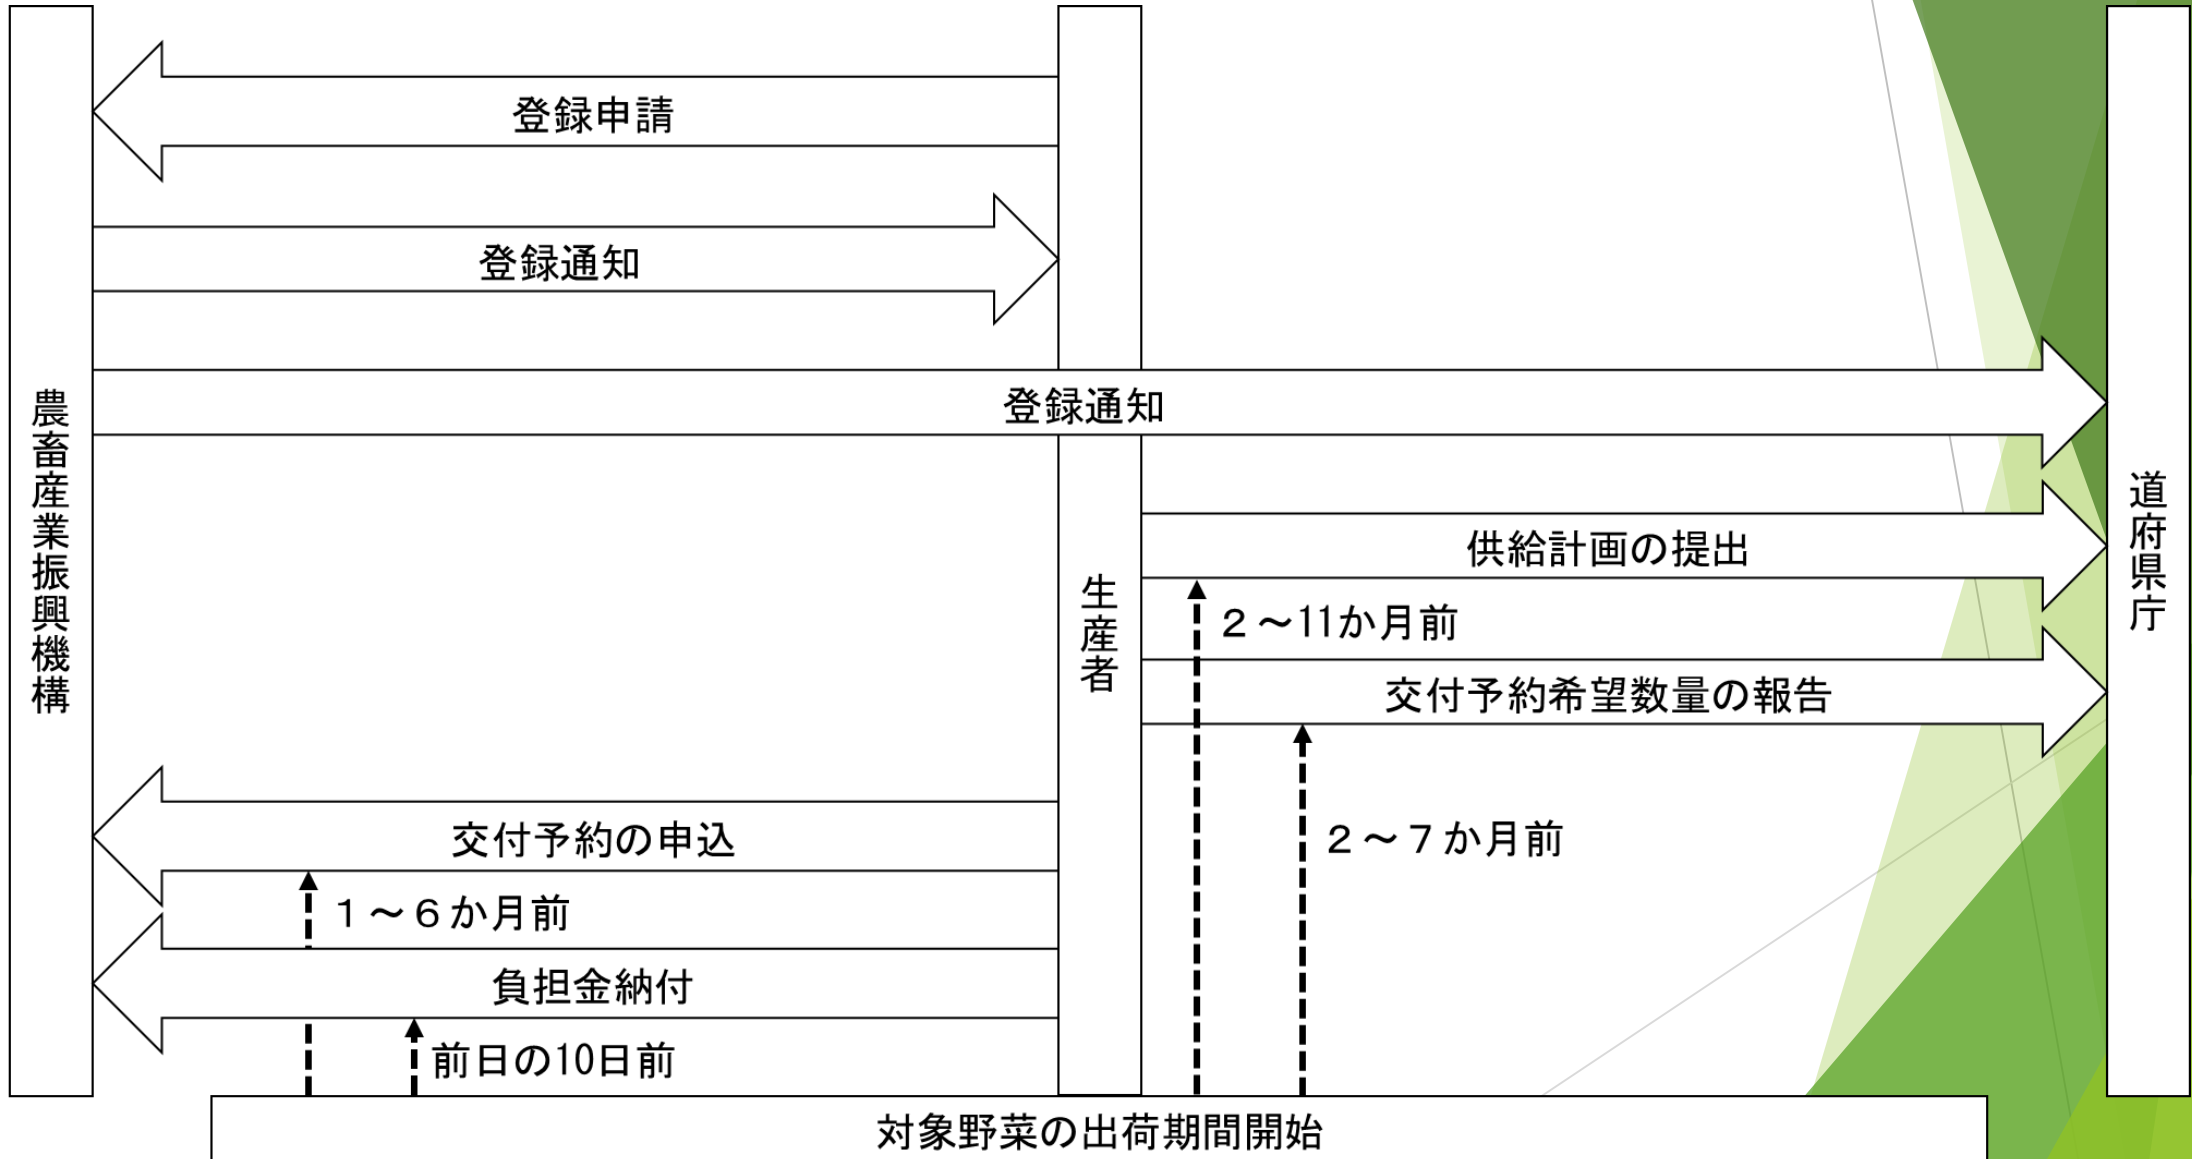 登録申請
登録通知
登録通知
農畜産業振興機構
生産者
道府県庁
供給計画の提出
２～11か月前
交付予約希望数量の報告
２～７か月前
交付予約の申込
１～６か月前
負担金納付
前日の10日前
対象野菜の出荷期間開始